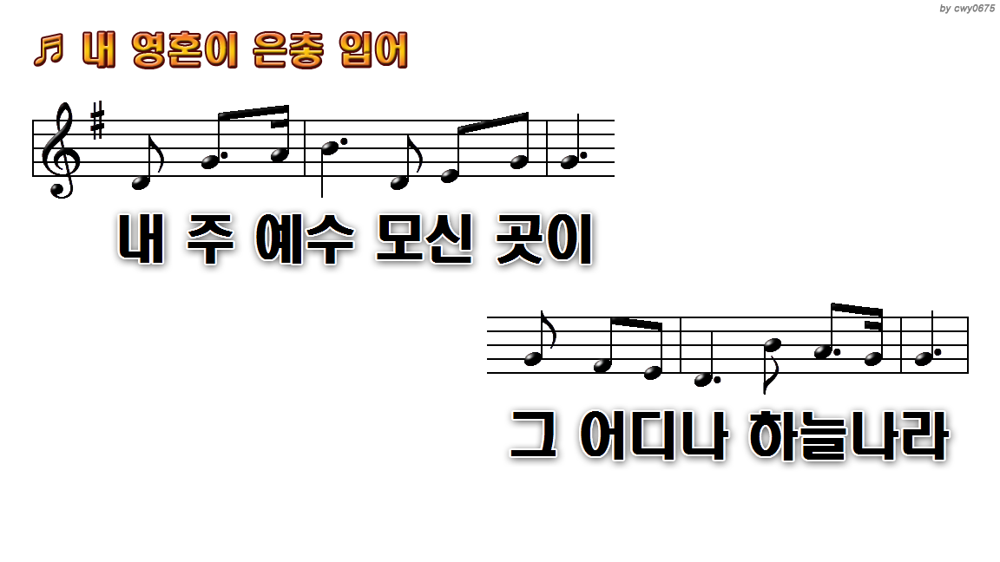 by cwy0675
♬ 내 영혼이 은총 입어
내 주 예수 모신 곳이
그 어디나 하늘나라